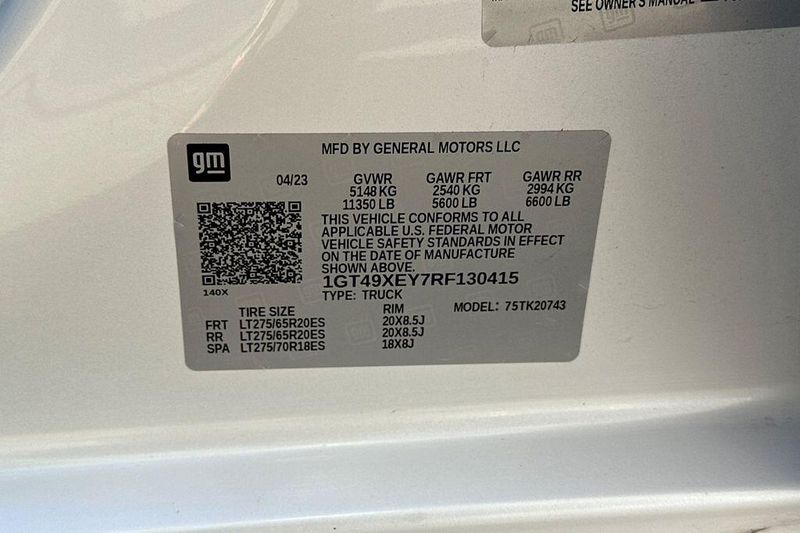 SEE OWNER'S MANUAL
gm
MFD BY GENERAL MOTORS LLC
04/23 GVWR GAWR FRT GAWR RR
5148 KG 2540 KG 2994 KG
11350 LB 5600 LB 6600 LB
THIS VEHICLE CONFORMS TO ALL
APPLICABLE U.S. FEDERAL MOTOR
VEHICLE SAFETY STANDARDS IN EFFECT
ON THE DATE OF MANUFACTURE
SHOWN ABOVE.
1GT49XEY7RF130415
140X
TYPE: TRUCK
TIRE SIZE RIM MODEL: 75TK20743
FRT LT275/65R20ES 20X8.5J
RR LT275/65R20ES 20X8.5J
SPA LT275/70R18ES 18X8J